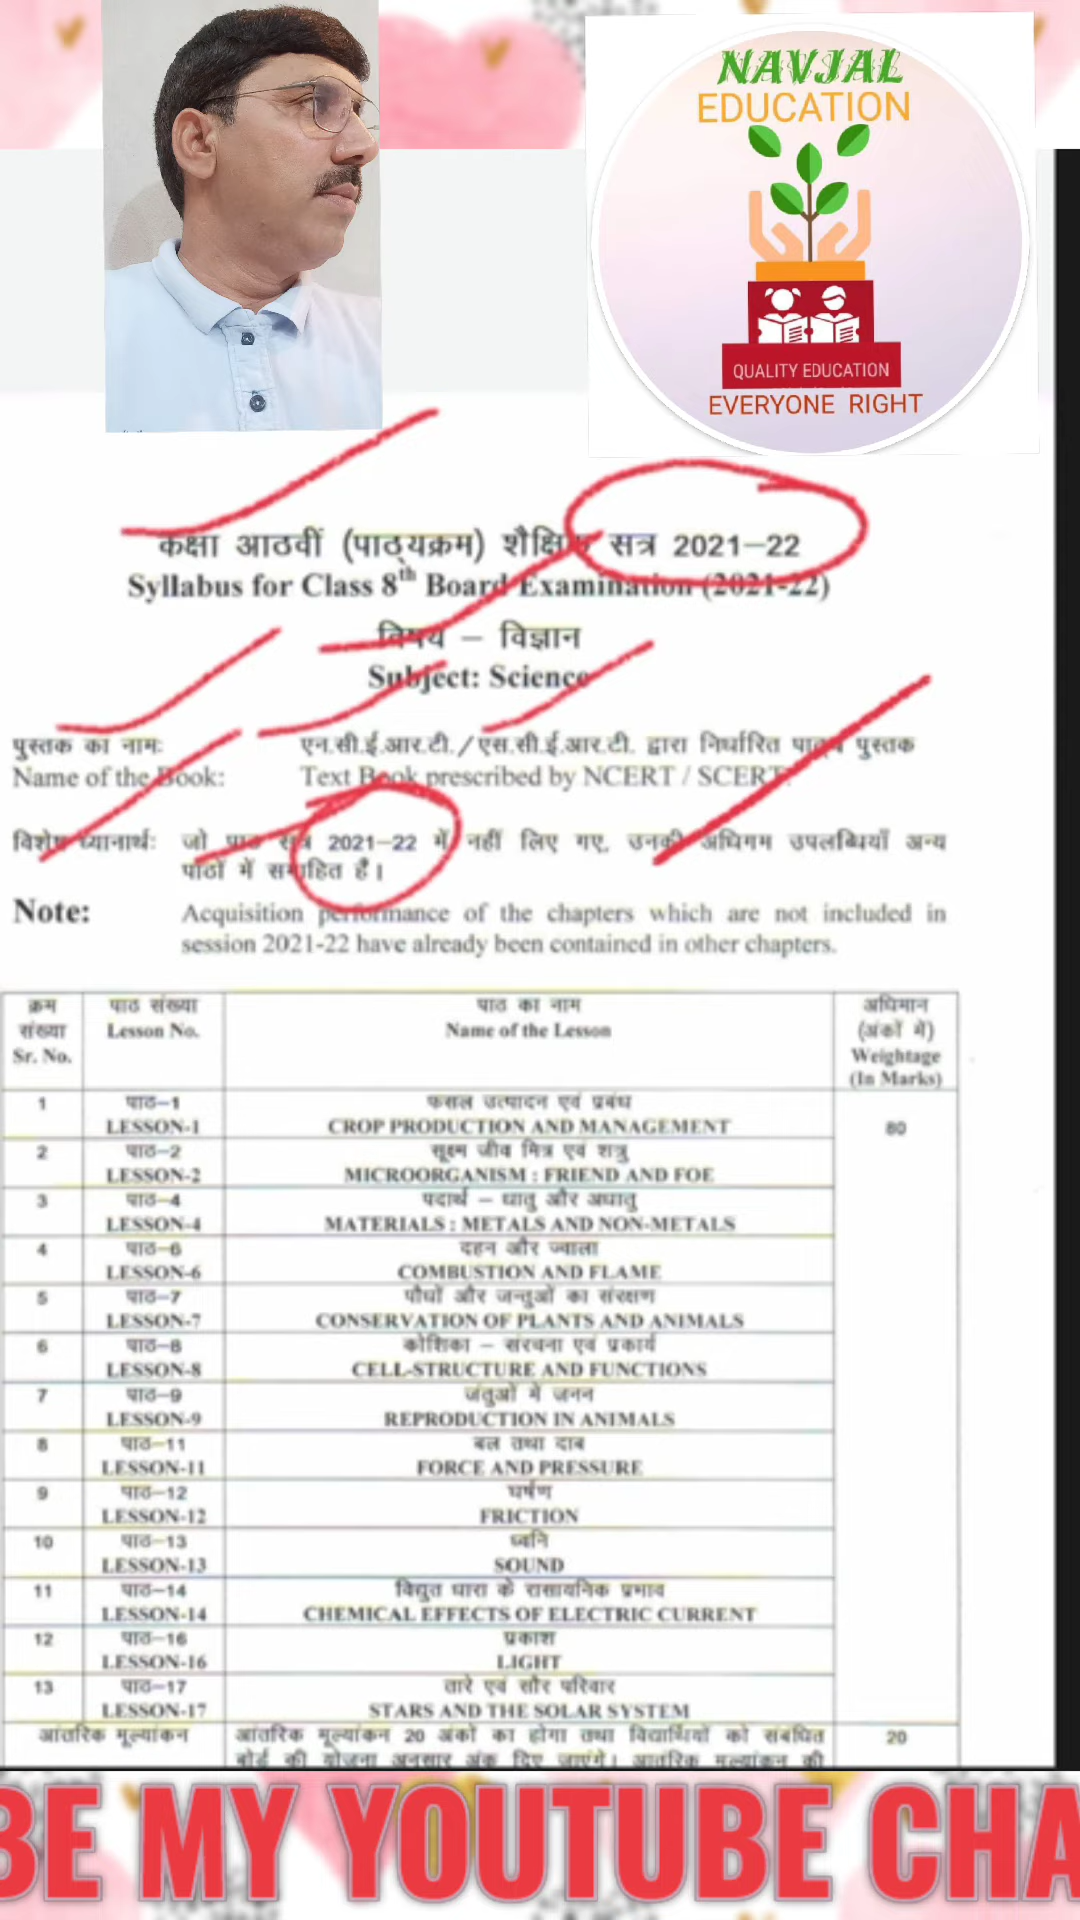 NAVJAL
EDUCATION
QUALITY EDUCATION
EVERYONE RIGHT
कक्षा आठवीं (पाठ्यक्रम) शैक्षिक सत्र 2021–22
Syllabus for Class 8th Board Examination (2021-22)
विषय – विज्ञान
Subject: Science
पुस्तक का नामः एन.सी.ई.आर.टी./एस.सी.ई.आर.टी. द्वारा निर्धारित पाठ्य पुस्तक
Name of the Book: Text Book prescribed by NCERT / SCERT
विशेष ध्यानार्थः जो पाठ सत्र 2021–22 में नहीं लिए गए, उनकी अधिगम उपलब्धियाँ अन्य
पाठों में समाहित हैं।
Note: Acquisition performance of the chapters which are not included in
session 2021-22 have already been contained in other chapters.
क्रम संख्या Sr. No. पाठ संख्या Lesson No. पाठ का नाम Name of the Lesson अधिमान (अंकों में) Weightage (In Marks)
1 पाठ–1 फसल उत्पादन एवं प्रबंध
LESSON-1 CROP PRODUCTION AND MANAGEMENT 80
2 पाठ–2 सूक्ष्म जीव मित्र एवं शत्रु
LESSON-2 MICROORGANISM : FRIEND AND FOE
3 पाठ–4 पदार्थ – धातु और अधातु
LESSON-4 MATERIALS : METALS AND NON-METALS
4 पाठ–6 दहन और ज्वाला
LESSON-6 COMBUSTION AND FLAME
5 पाठ–7 पौधों और जन्तुओं का संरक्षण
LESSON-7 CONSERVATION OF PLANTS AND ANIMALS
6 पाठ–8 कोशिका – संरचना एवं प्रकार्य
LESSON-8 CELL-STRUCTURE AND FUNCTIONS
7 पाठ–9 जंतुओं में जनन
LESSON-9 REPRODUCTION IN ANIMALS
8 पाठ–11 बल तथा दाब
LESSON-11 FORCE AND PRESSURE
9 पाठ–12 घर्षण
LESSON-12 FRICTION
10 पाठ–13 ध्वनि
LESSON-13 SOUND
11 पाठ–14 विद्युत धारा के रासायनिक प्रभाव
LESSON-14 CHEMICAL EFFECTS OF ELECTRIC CURRENT
12 पाठ–16 प्रकाश
LESSON-16 LIGHT
13 पाठ–17 तारे एवं सौर परिवार
LESSON-17 STARS AND THE SOLAR SYSTEM
आंतरिक मूल्यांकन आंतरिक मूल्यांकन 20 अंकों का होगा तथा विद्यार्थियों को संबंधित 20
बोर्ड की योजना अनुसार अंक दिए जाएंगे। आंतरिक मूल्यांकन की
BE MY YOUTUBE CHA